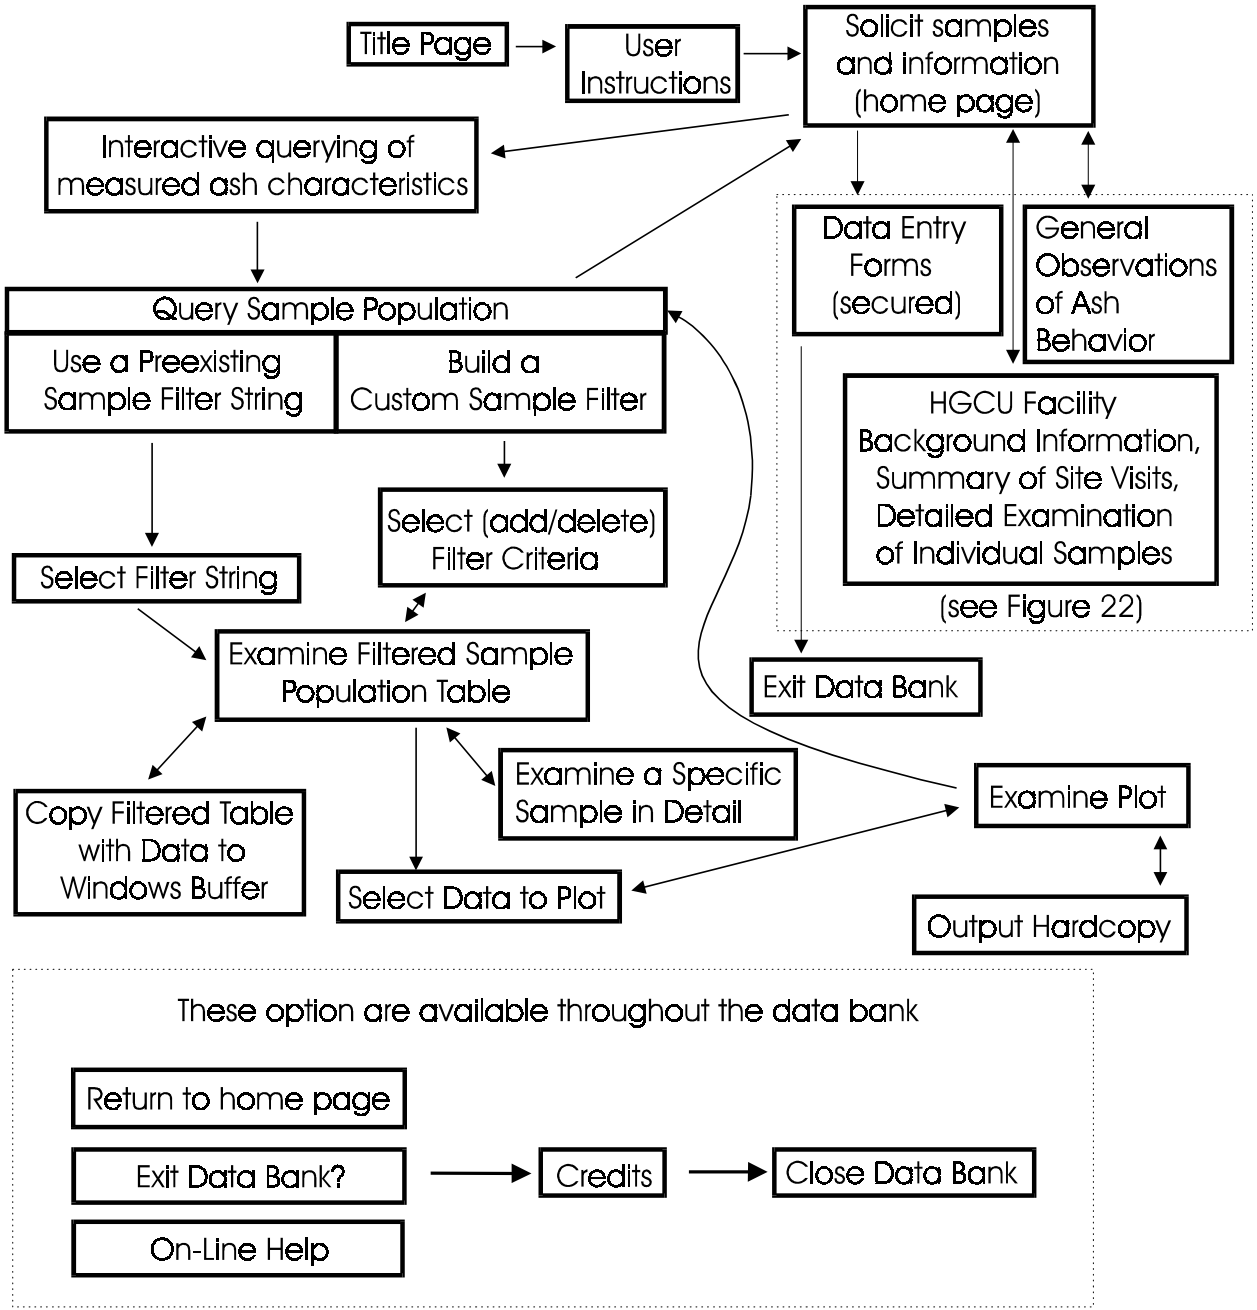 Title Page
User
Instructions
Solicit samples
and information
(home page)
Interactive querying of
measured ash characteristics
Data Entry
Forms
(secured)
General
Observations
of Ash
Behavior
Query Sample Population
Use a Preexisting
Sample Filter String
Build a
Custom Sample Filter
HGCU Facility
Background Information,
Summary of Site Visits,
Detailed Examination
of Individual Samples
(see Figure 22)
Select (add/delete)
Filter Criteria
Select Filter String
Examine Filtered Sample
Population Table
Exit Data Bank
Examine a Specific
Sample in Detail
Examine Plot
Copy Filtered Table
with Data to
Windows Buffer
Select Data to Plot
Output Hardcopy
These option are available throughout the data bank
Return to home page
Exit Data Bank?
Credits
Close Data Bank
On-Line Help